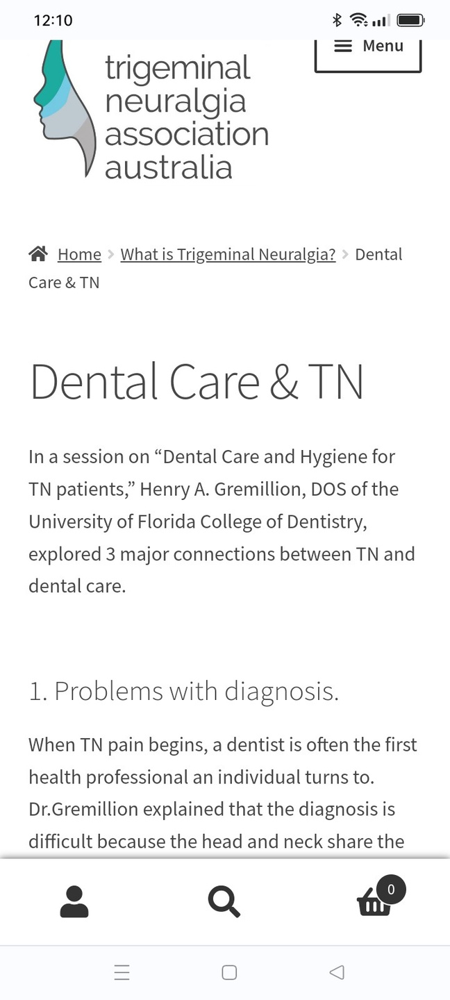 12:10
Menu
trigeminal
neuralgia
association
australia
Home > What is Trigeminal Neuralgia? > Dental
Care & TN
Dental Care & TN
In a session on “Dental Care and Hygiene for
TN patients,” Henry A. Gremillion, DOS of the
University of Florida College of Dentistry,
explored 3 major connections between TN and
dental care.
1. Problems with diagnosis.
When TN pain begins, a dentist is often the first
health professional an individual turns to.
Dr.Gremillion explained that the diagnosis is
difficult because the head and neck share the
0